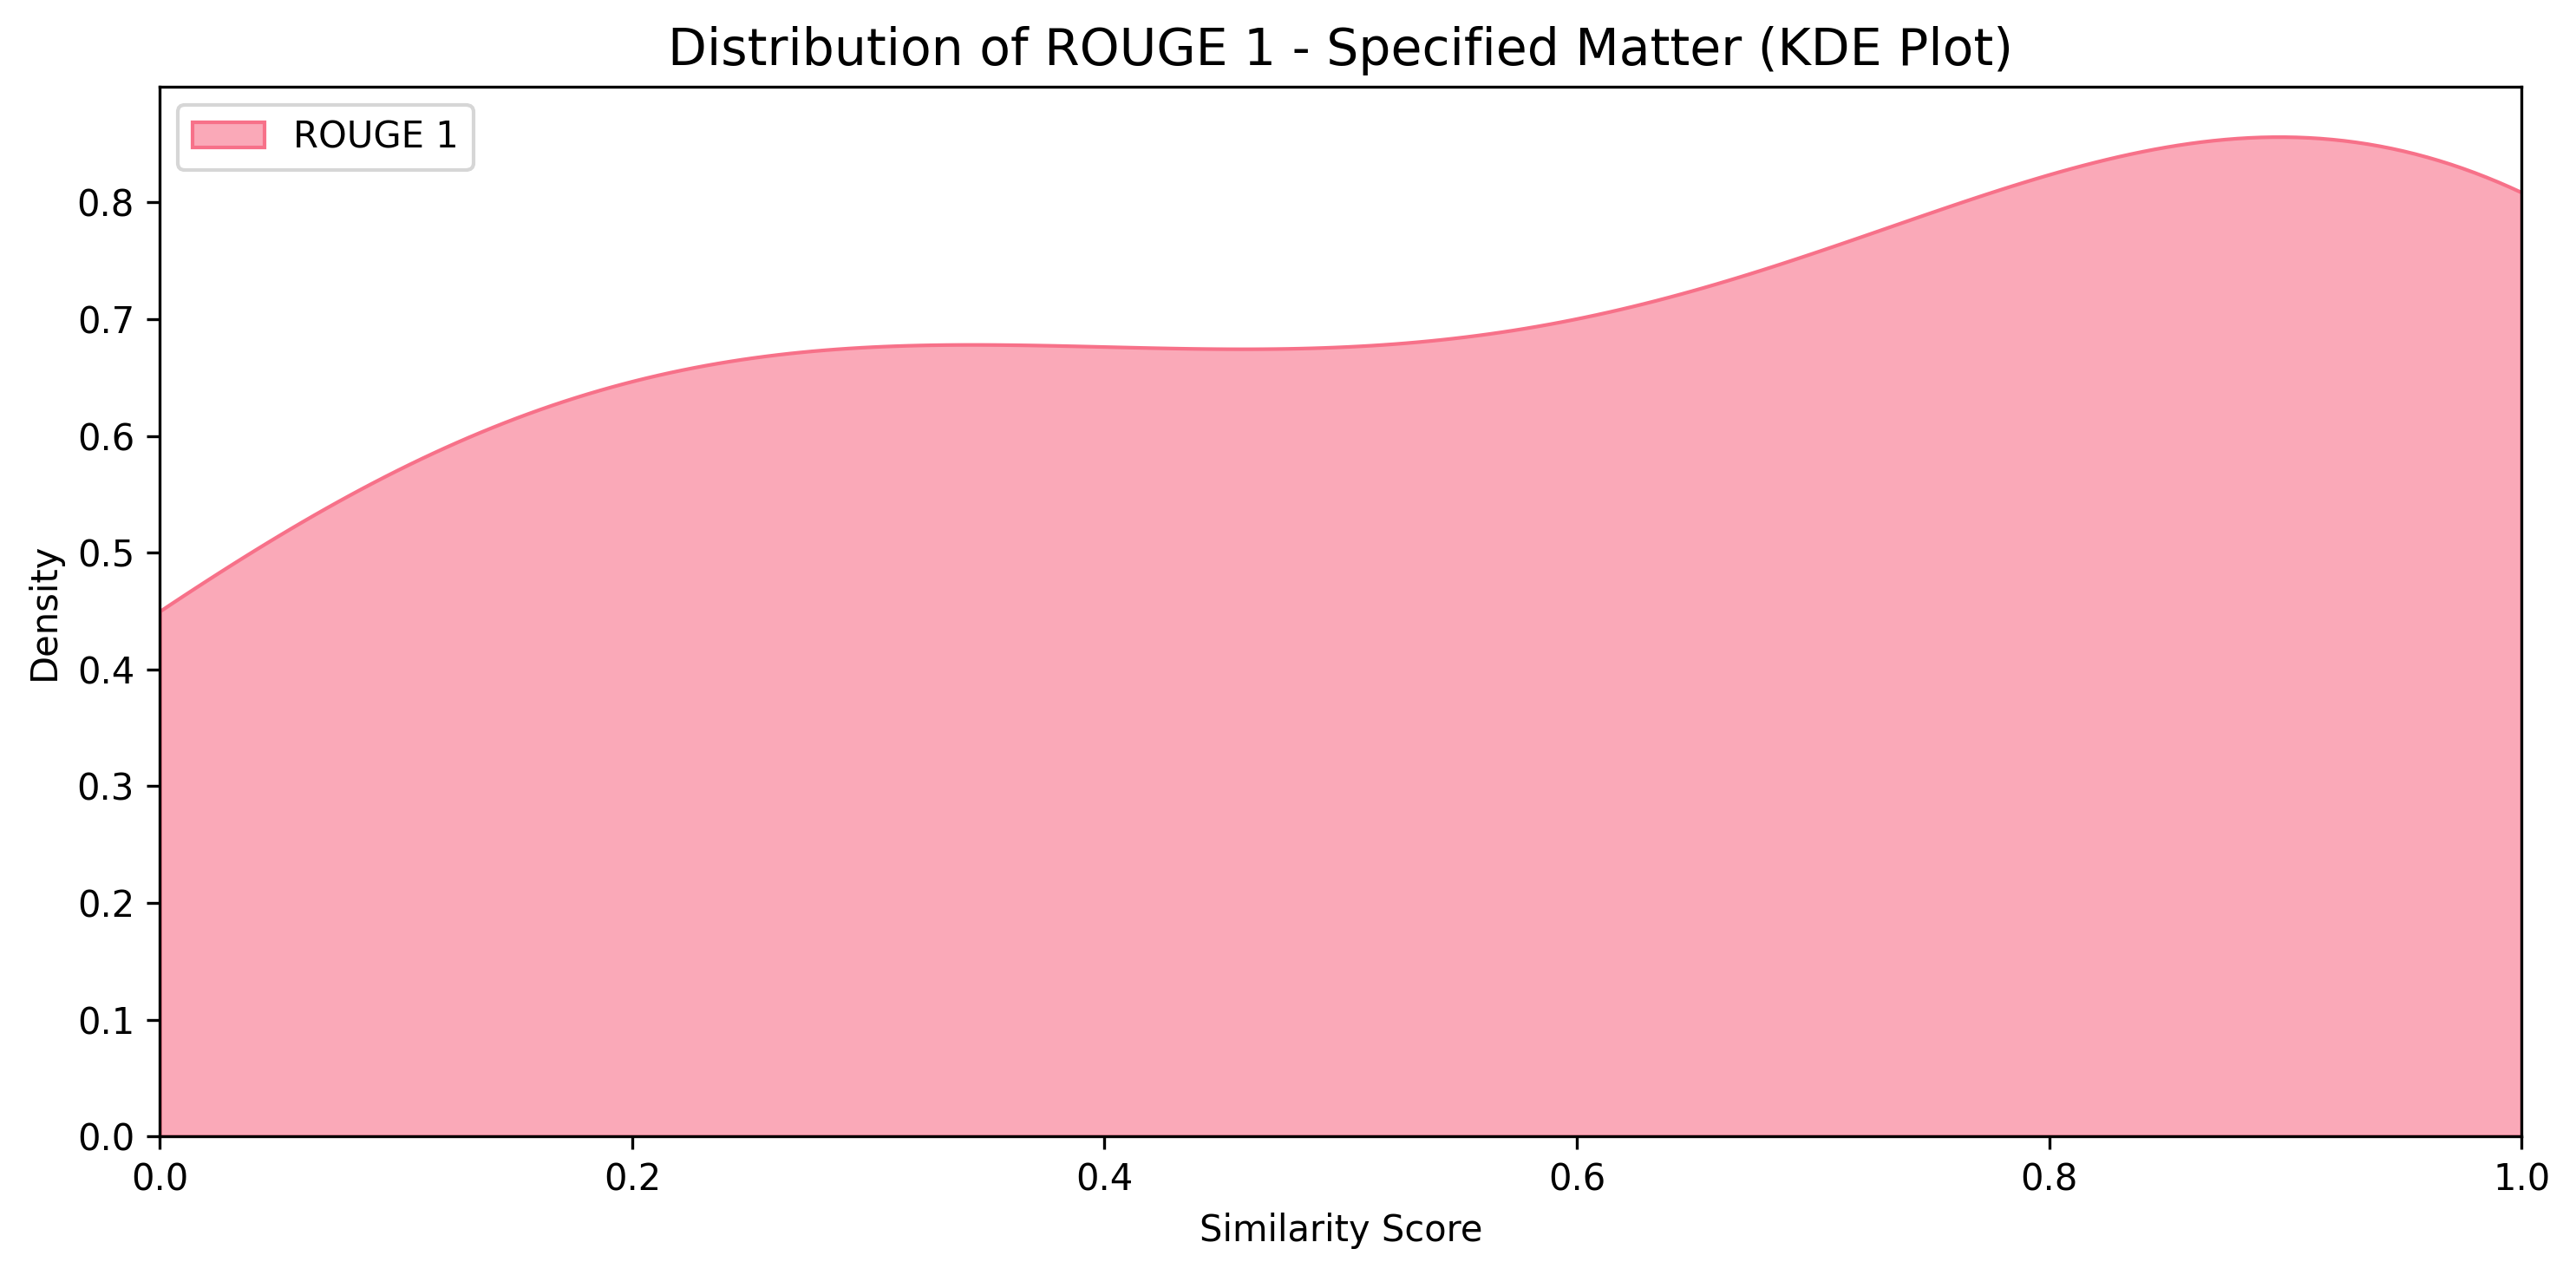 Distribution of ROUGE 1 - Specified Matter (KDE Plot)
ROUGE 1
0.8
0.7
0.6
0.5
0.4
0.3
0.2
0.1
0.0
Density
0.0 0.2 0.4 0.6 0.8 1.0
Similarity Score